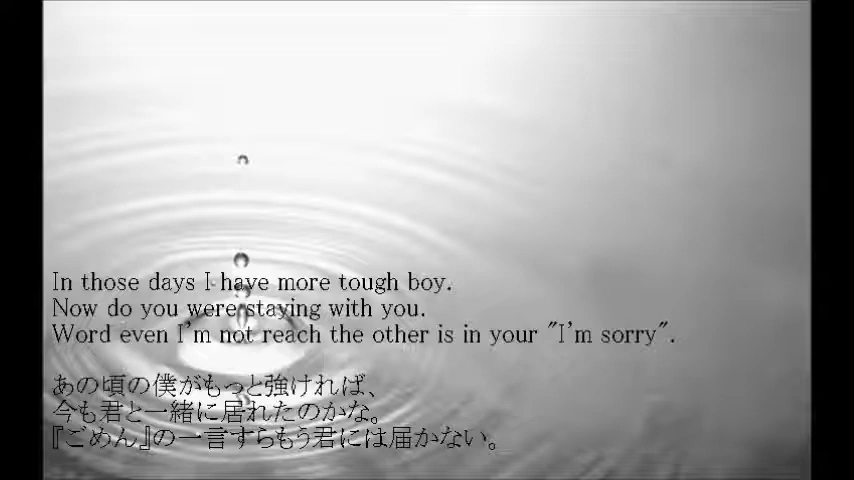 In those days I have more tough boy.
Now do you were staying with you.
Word even I'm not reach the other is in your "I'm sorry".
あの頃の僕がもっと強ければ、
今も君と一緒に居れたのかな。
『ごめん』の一言すらもう君には届かない。